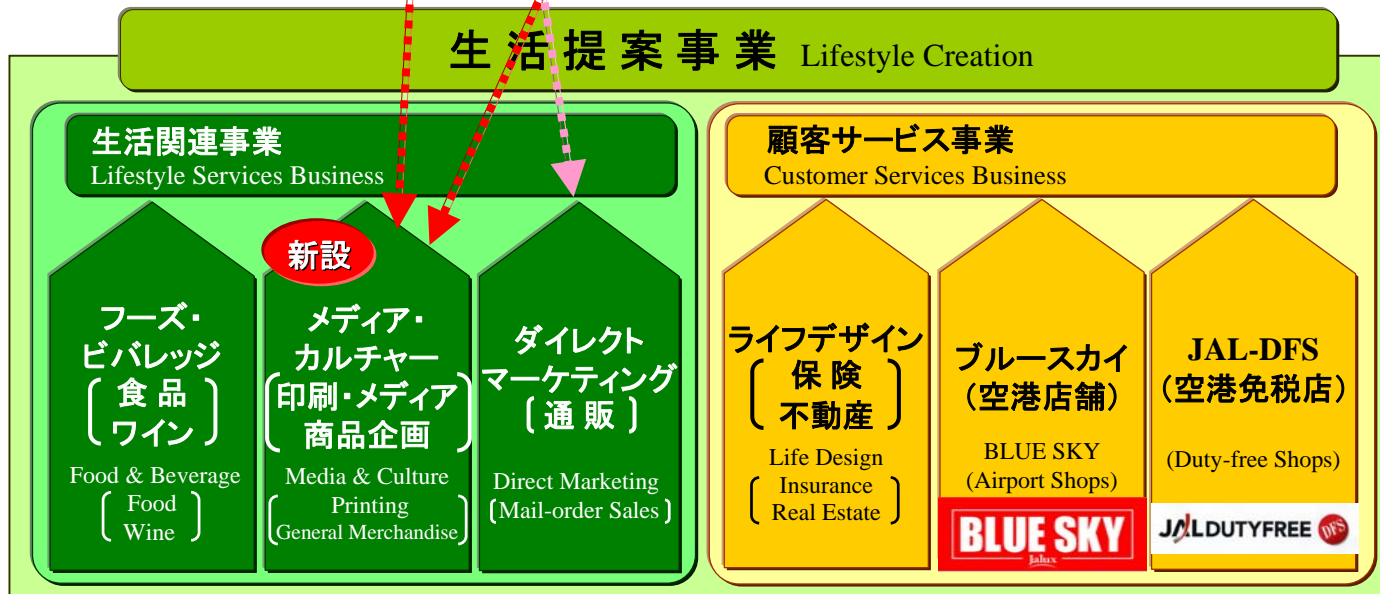 生活提案事業 Lifestyle Creation
生活関連事業
Lifestyle Services Business
新設
フーズ・
ビバレッジ
食品
ワイン
Food & Beverage
Food
Wine
メディア・
カルチャー
印刷・メディア
商品企画
Media & Culture
Printing
General Merchandise
ダイレクト
マーケティング
通販
Direct Marketing
Mail-order Sales
顧客サービス事業
Customer Services Business
ライフデザイン
保険
不動産
Life Design
Insurance
Real Estate
ブルースカイ
(空港店舗)
BLUE SKY
(Airport Shops)
BLUE SKY
Jalux
JAL-DFS
(空港免税店)
(Duty-free Shops)
JALDUTYFREE DFS